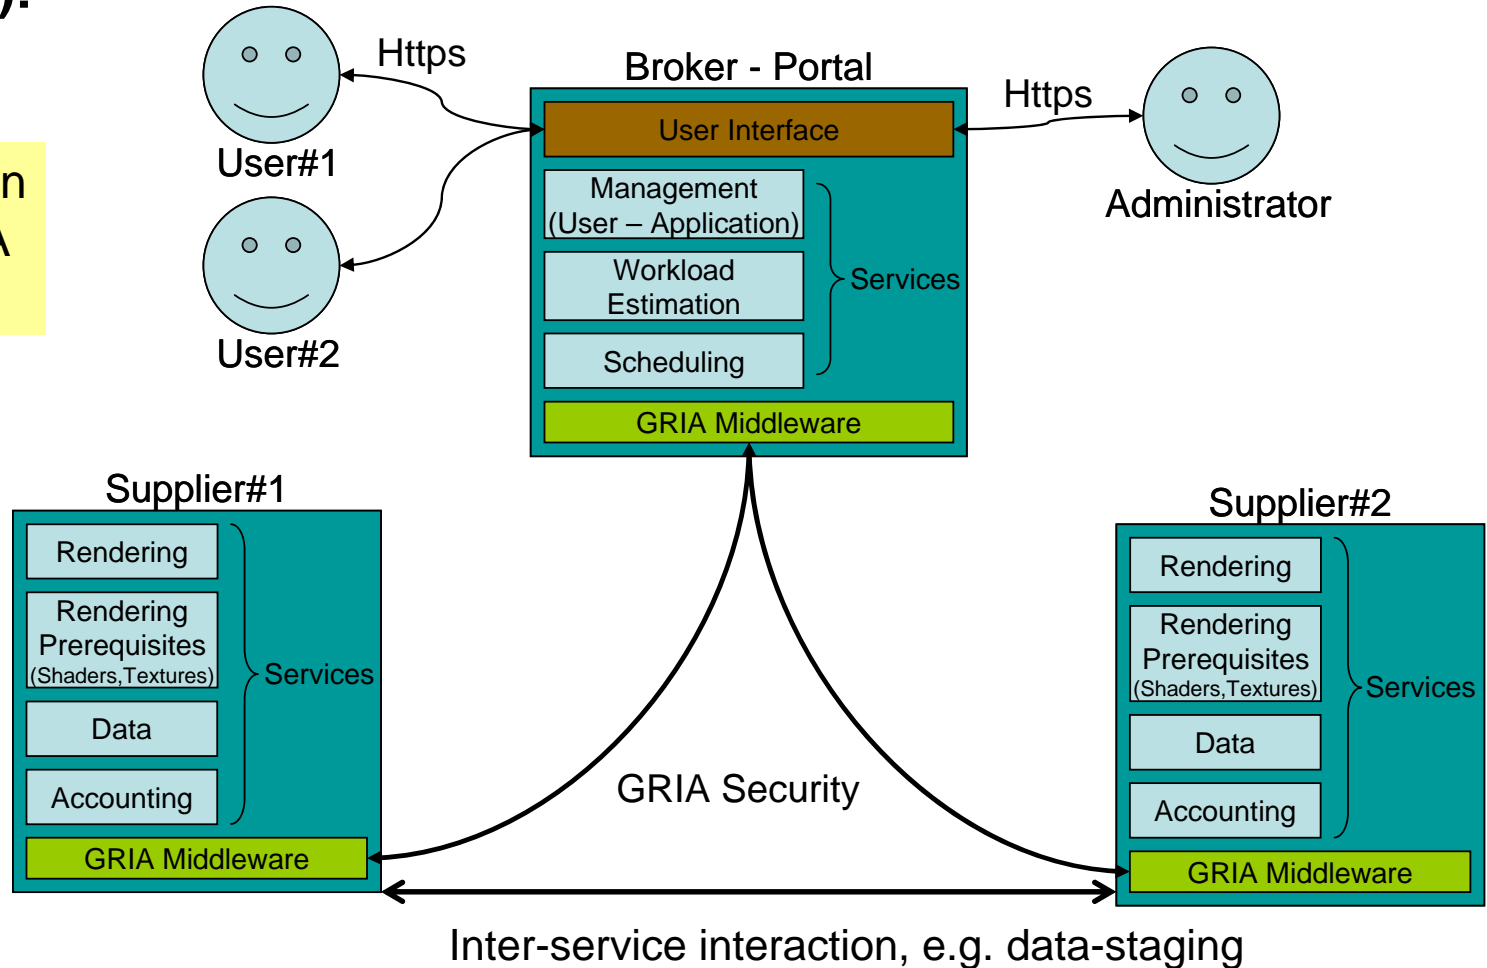 ).
n
A
Https
User#1
User#2
Broker - Portal
User Interface
Management
(User – Application)
Workload
Estimation
Scheduling
Services
GRIA Middleware
Https
Administrator
Supplier#1
Rendering
Rendering
Prerequisites
(Shaders,Textures)
Data
Accounting
Services
GRIA Middleware
GRIA Security
Supplier#2
Rendering
Rendering
Prerequisites
(Shaders,Textures)
Data
Accounting
Services
GRIA Middleware
Inter-service interaction, e.g. data-staging